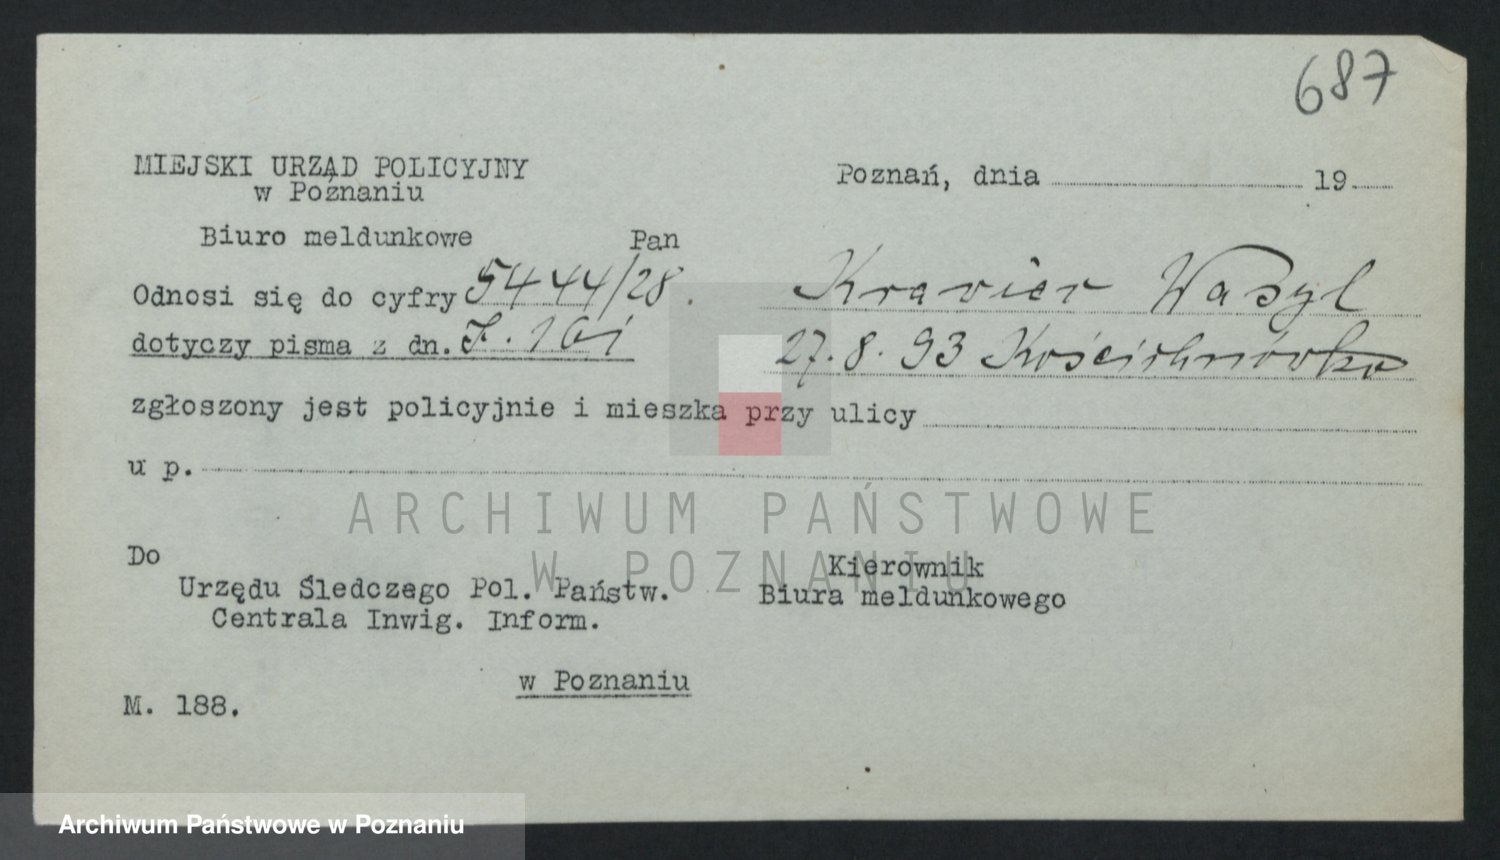 687
MIEJSKI URZĄD POLICYJNY
w Poznaniu
Poznań, dnia 19
Biuro meldunkowe
Pan
Odnosi się do cyfry 5444/28. Krawier Wasyl
dotyczy pisma z dn. 27.8.93 Kościchnówka
zgłoszony jest policyjnie i mieszka przy ulicy
u p.
ARCHIWUM PAŃSTWOWE
W POZNANIU
Do
Urzędu Śledczego Pol. Państw.
Centrala Inwig. Inform.
Kierownik
Biura meldunkowego
w Poznaniu
M. 188.
Archiwum Państwowe w Poznaniu